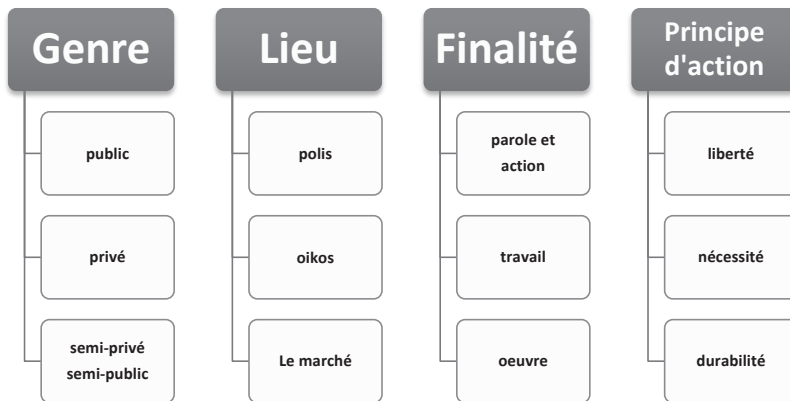 Genre
public
privé
semi-privé
semi-public
Lieu
polis
oikos
Le marché
Finalité
parole et
action
travail
oeuvre
Principe
d'action
liberté
nécessité
durabilité